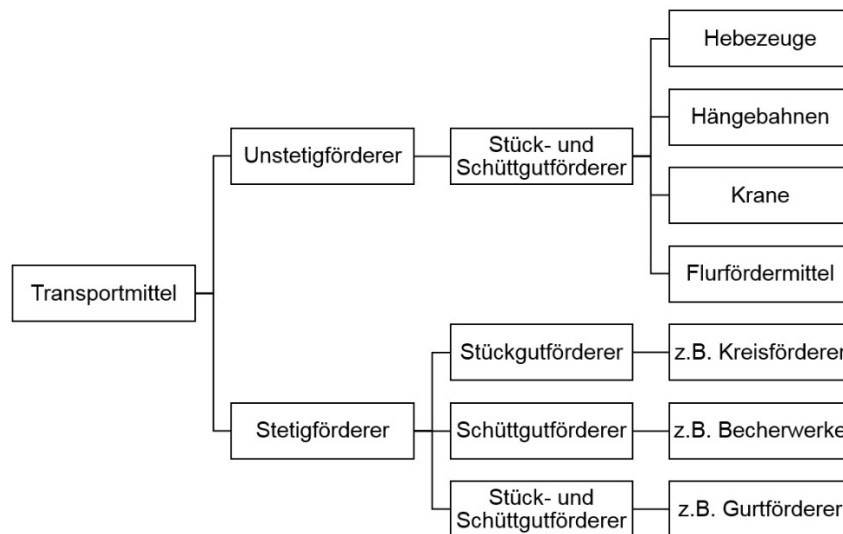 Hebezeuge
Hängebahnen
Unstetigförderer
Stück- und
Schüttgutförderer
Krane
Flurfördermittel
Transportmittel
Stückgutförderer
z.B. Kreisförderer
Stetigförderer
Schüttgutförderer
z.B. Becherwerke
Stück- und
Schüttgutförderer
z.B. Gurtförderer